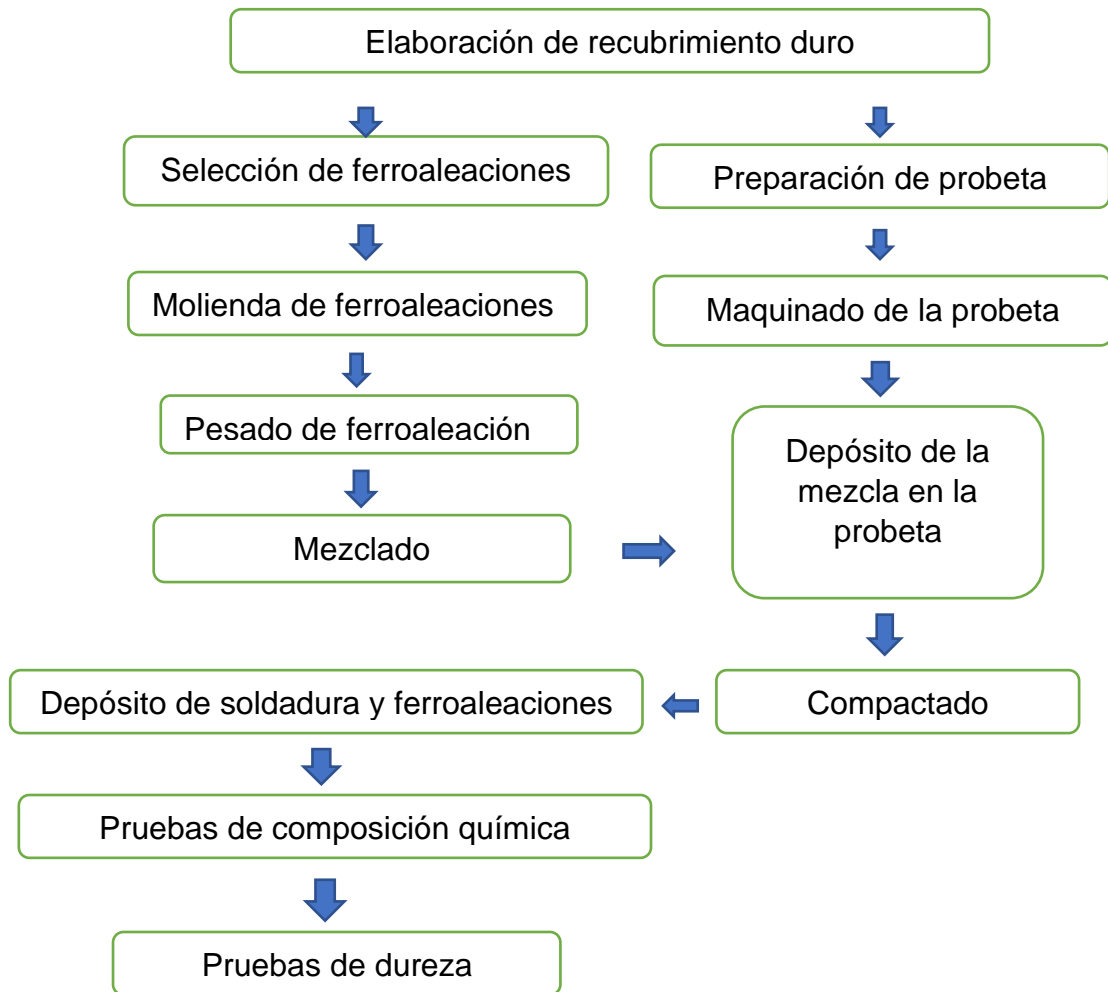 Elaboración de recubrimiento duro
Selección de ferroaleaciones
Preparación de probeta
Molienda de ferroaleaciones
Maquinado de la probeta
Pesado de ferroaleación
Depósito de la
mezcla en la
probeta
Mezclado
Depósito de soldadura y ferroaleaciones
Compactado
Pruebas de composición química
Pruebas de dureza